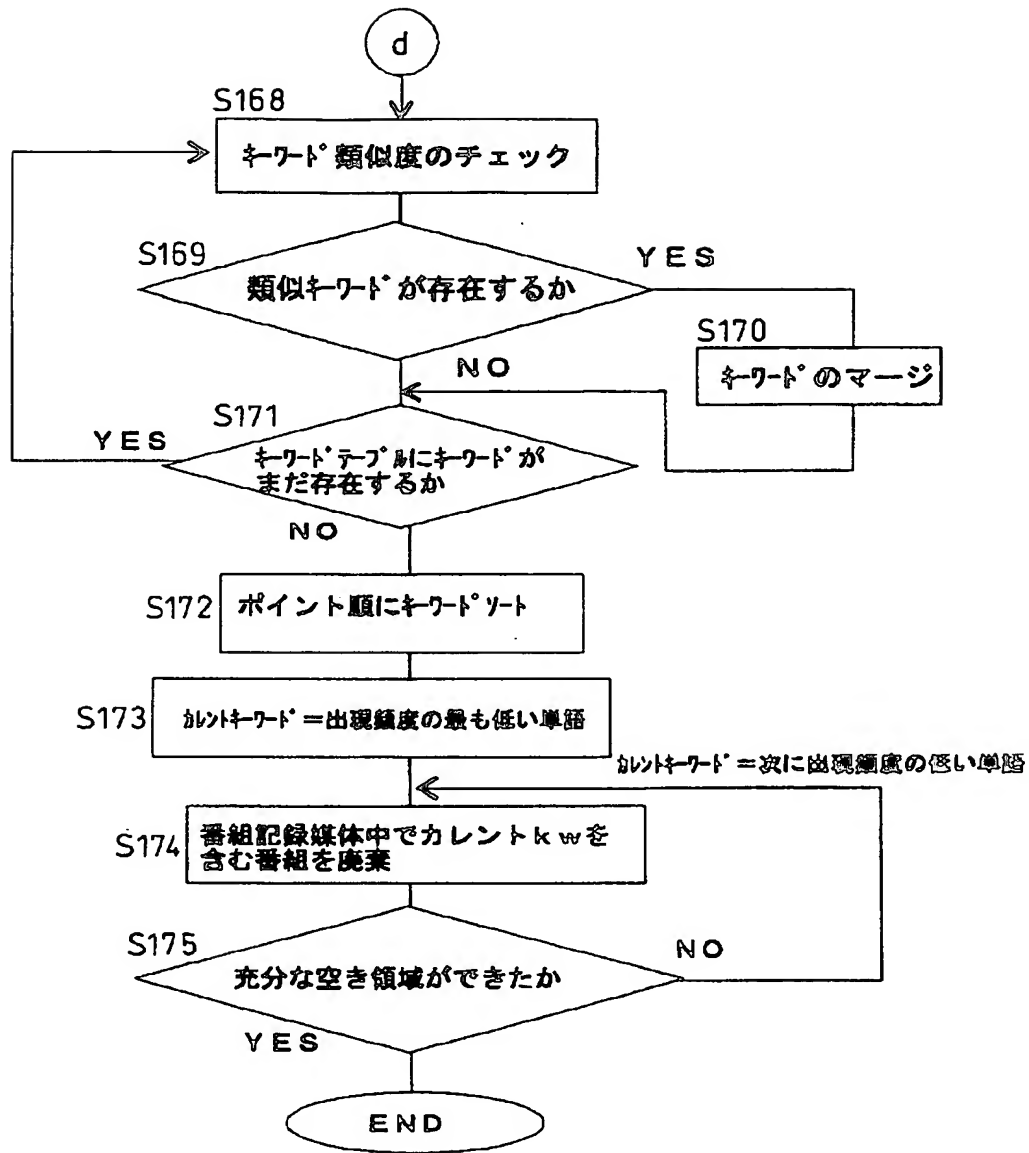 d
S168
ｷｰﾜｰﾄﾞ類似度のチェック
S169
類似ｷｰﾜｰﾄﾞが存在するか
YES
S170
ｷｰﾜｰﾄﾞのマージ
NO
S171
YES
ｷｰﾜｰﾄﾞﾃｰﾌﾞﾙにｷｰﾜｰﾄﾞが
まだ存在するか
NO
S172
ポイント順にｷｰﾜｰﾄﾞｿｰﾄ
S173
ｶﾚﾝﾄｷｰﾜｰﾄﾞ＝出現頻度の最も低い単語
ｶﾚﾝﾄｷｰﾜｰﾄﾞ＝次に出現頻度の低い単語
S174
番組記録媒体中でカレントｋｗを
含む番組を廃棄
S175
充分な空き領域ができたか
NO
YES
END